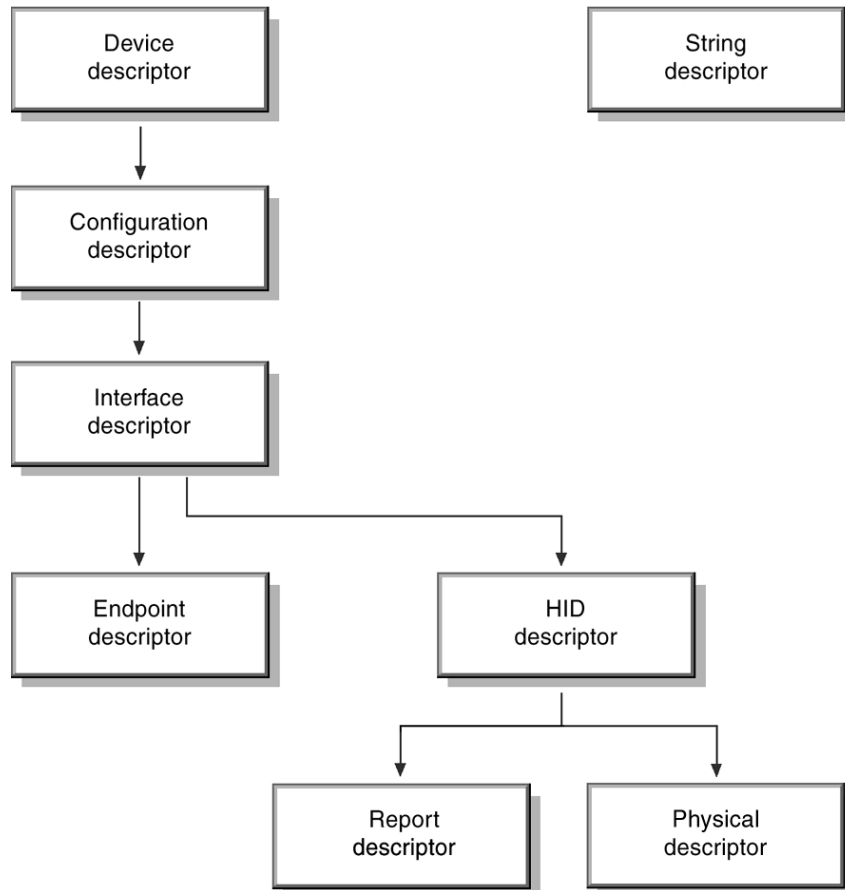 Device
descriptor
String
descriptor
Configuration
descriptor
Interface
descriptor
Endpoint
descriptor
HID
descriptor
Report
descriptor
Physical
descriptor